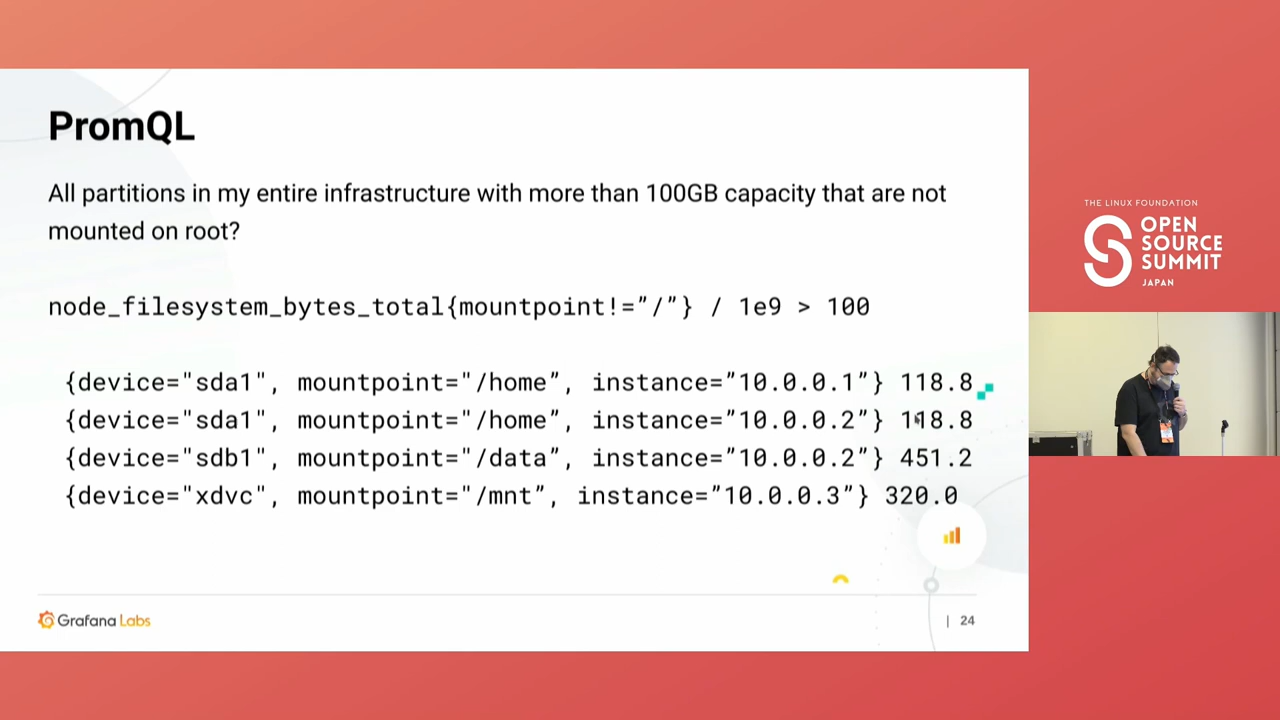 PromQL
All partitions in my entire infrastructure with more than 100GB capacity that are not
mounted on root?
node_filesystem_bytes_total{mountpoint!=”/”} / 1e9 > 100
{device="sda1", mountpoint="/home”, instance=”10.0.0.1”} 118.8
{device="sda1", mountpoint="/home”, instance=”10.0.0.2”} 118.8
{device="sdb1", mountpoint="/data”, instance=”10.0.0.2”} 451.2
{device="xdvc", mountpoint="/mnt”, instance=”10.0.0.3”} 320.0
Grafana Labs
| 24
THE LINUX FOUNDATION
OPEN
SOURCE
SUMMIT
JAPAN